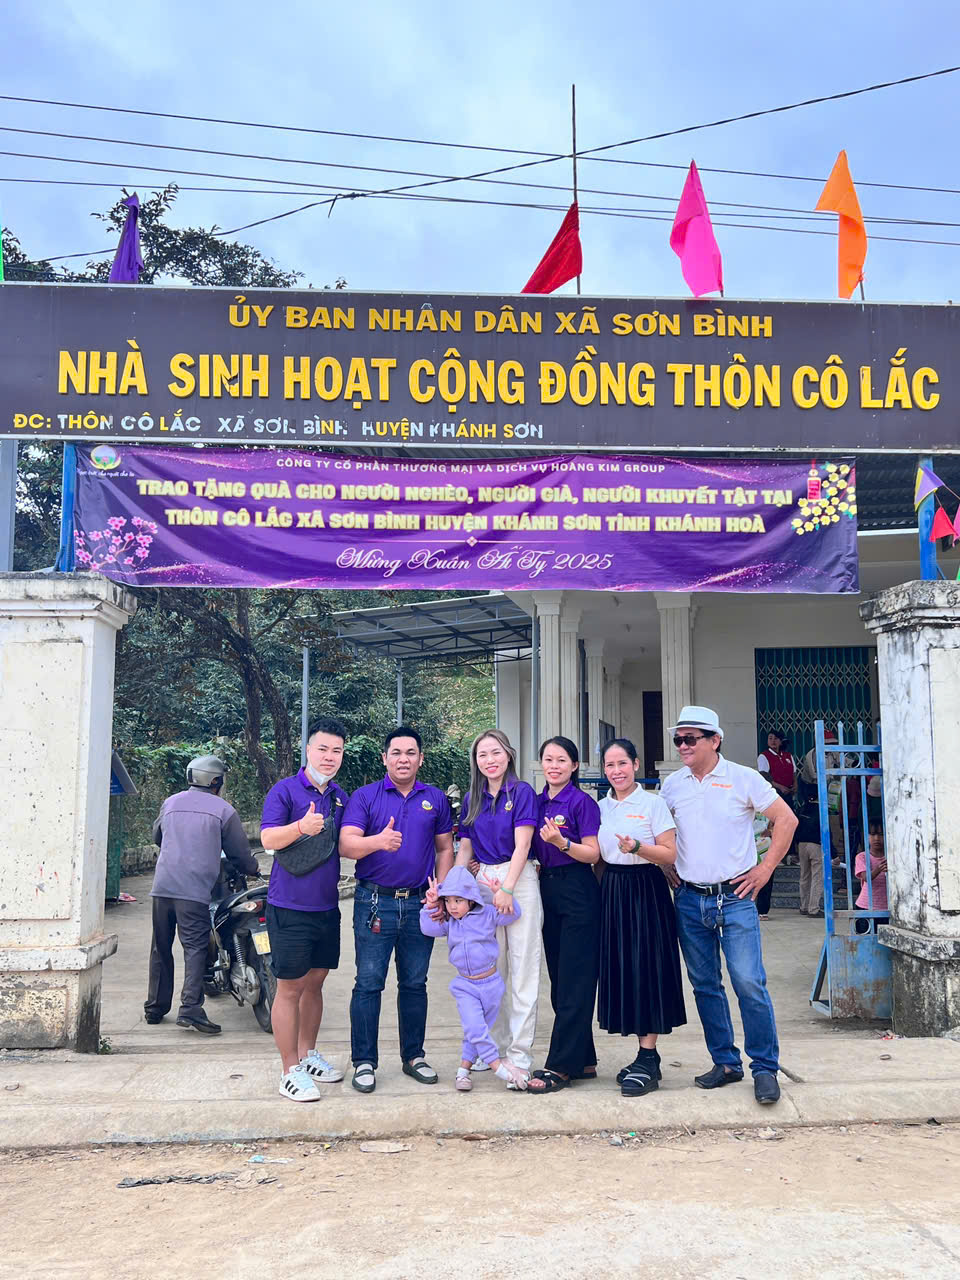 ỦY BAN NHÂN DÂN XÃ SƠN BÌNH
NHÀ SINH HOẠT CỘNG ĐỒNG THÔN CÔ LẮC
ĐC: THÔN CÔ LẮC XÃ SƠN BÌNH HUYỆN KHÁNH SƠN
CÔNG TY CỔ PHẦN THƯƠNG MẠI VÀ DỊCH VỤ HOÀNG KIM GROUP
TRAO TẶNG QUÀ CHO NGƯỜI NGHÈO, NGƯỜI GIÀ, NGƯỜI KHUYẾT TẬT TẠI
THÔN CÔ LẮC XÃ SƠN BÌNH HUYỆN KHÁNH SƠN TỈNH KHÁNH HOÀ
Mừng Xuân Ất Tỵ 2025